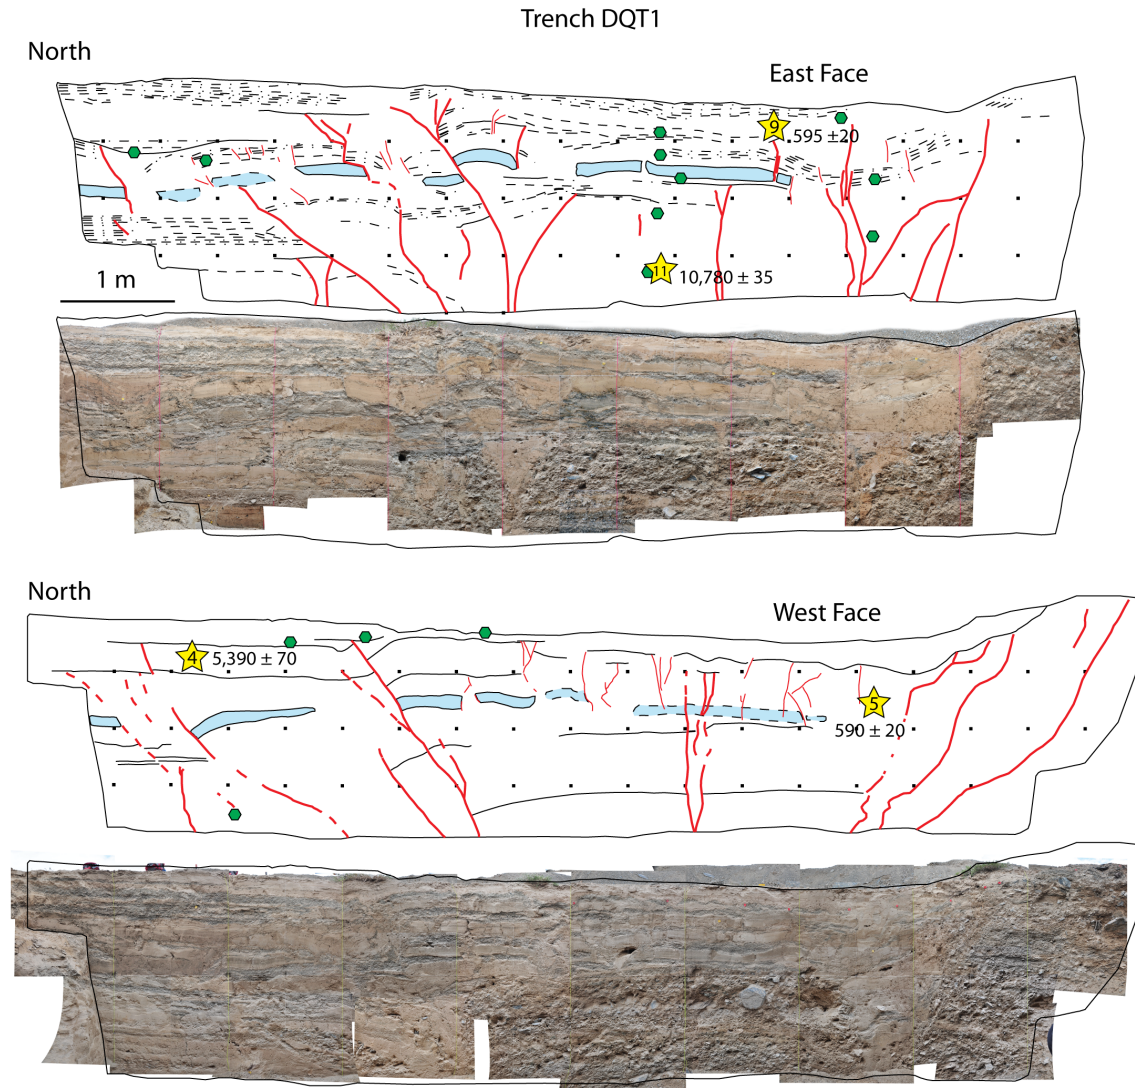 Trench DQT1
North
East Face
9
595 ±20
11
10,780 ± 35
1 m
North
West Face
4
5,390 ± 70
5
590 ± 20